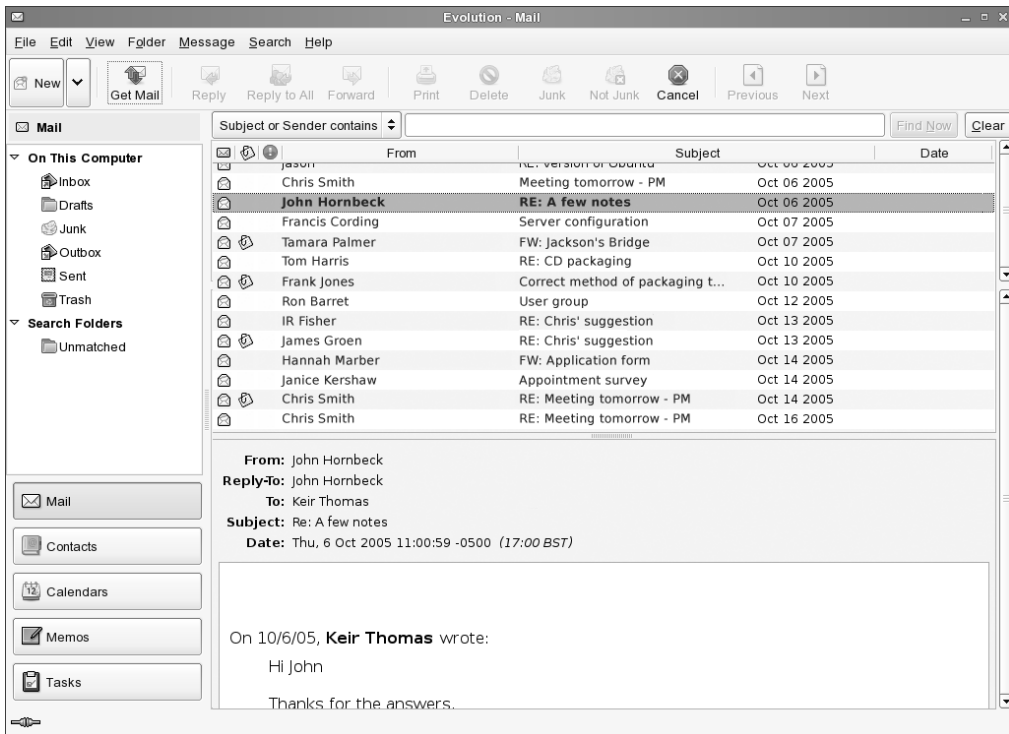 Evolution - Mail
File Edit View Folder Message Search Help
New Get Mail Reply Reply to All Forward Print Delete Junk Not Junk Cancel Previous Next
Mail
Subject or Sender contains Find Now Clear
From Subject Date
On This Computer
Inbox
Drafts
Junk
Outbox
Sent
Trash
Search Folders
Unmatched
jason RE: version of Ubuntu Oct 06 2005
Chris Smith Meeting tomorrow - PM Oct 06 2005
John Hornbeck RE: A few notes Oct 06 2005
Francis Cording Server configuration Oct 07 2005
Tamara Palmer FW: Jackson's Bridge Oct 07 2005
Tom Harris RE: CD packaging Oct 10 2005
Frank Jones Correct method of packaging t... Oct 10 2005
Ron Barret User group Oct 12 2005
IR Fisher RE: Chris' suggestion Oct 13 2005
James Groen RE: Chris' suggestion Oct 13 2005
Hannah Marber FW: Application form Oct 14 2005
Janice Kershaw Appointment survey Oct 14 2005
Chris Smith RE: Meeting tomorrow - PM Oct 14 2005
Chris Smith RE: Meeting tomorrow - PM Oct 16 2005
Mail
Contacts
12
Calendars
Memos
Tasks
From: John Hornbeck
Reply-To: John Hornbeck
To: Keir Thomas
Subject: Re: A few notes
Date: Thu, 6 Oct 2005 11:00:59 -0500 (17:00 BST)
On 10/6/05, Keir Thomas wrote:
Hi John
Thanks for the answers.